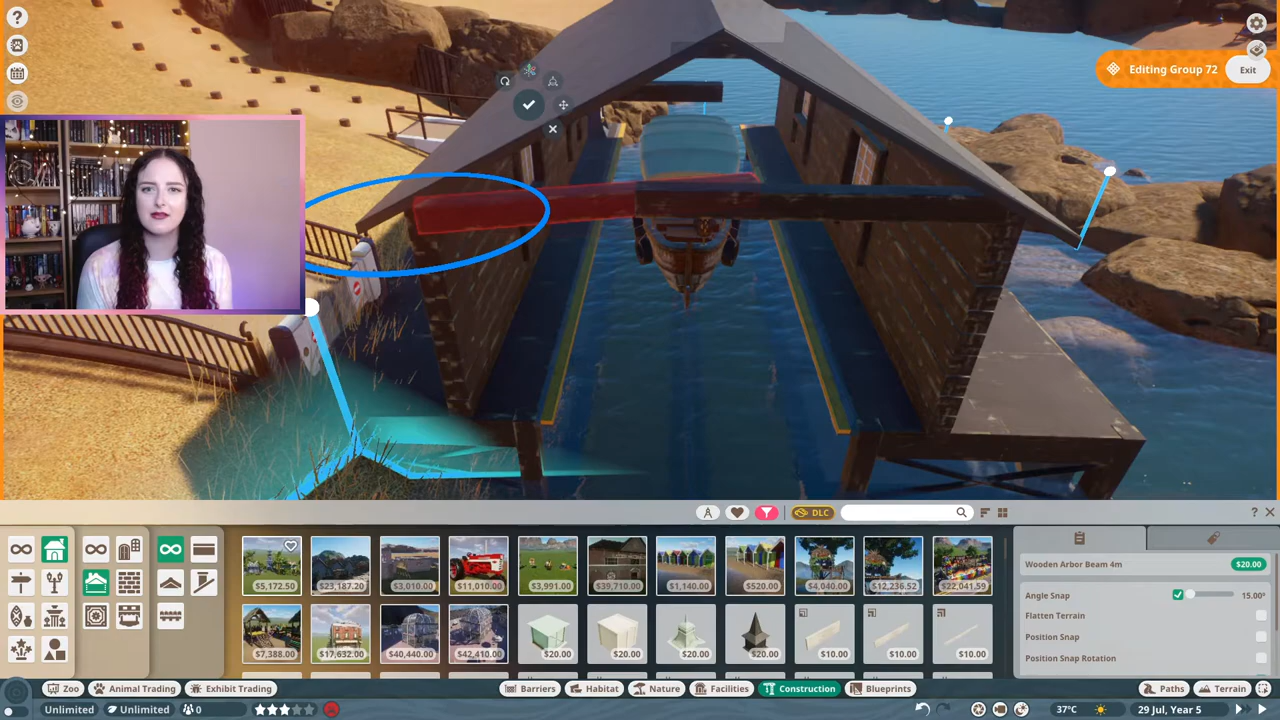 ?
Editing Group 72
Exit
DLC
? ×
$5,172.50 $23,187.20 $3,010.00 $11,010.00 $3,991.00 $39,710.00 $1,140.00 $520.00 $4,040.00 $12,236.52 $22,041.59
$7,388.00 $17,632.00 $40,440.00 $42,410.00 $20.00 $20.00 $20.00 $20.00 $10.00 $10.00 $10.00
Wooden Arbor Beam 4m $20.00
Angle Snap 15.00°
Flatten Terrain
Position Snap
Position Snap Rotation
Zoo Animal Trading Exhibit Trading Barriers Habitat Nature Facilities Construction Blueprints Paths Terrain
Unlimited Unlimited 0 37°C 29 Jul, Year 5